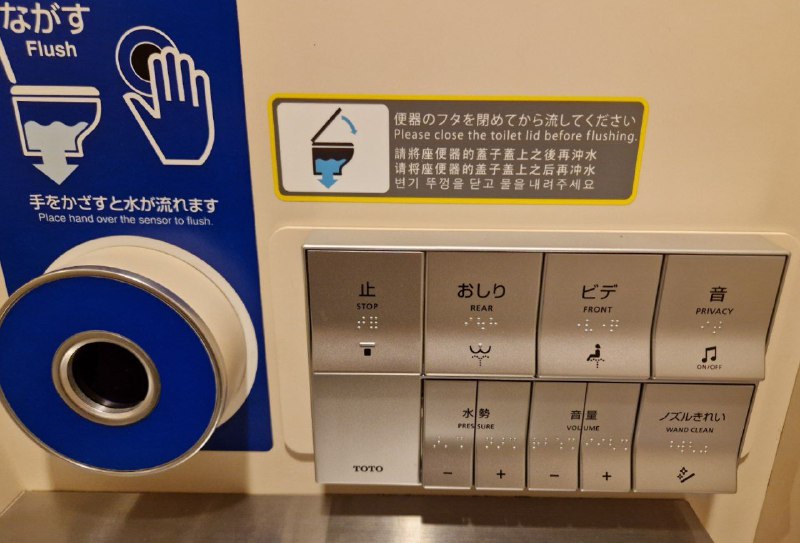 ながす
Flush
手をかざすと水が流れます
Place hand over the sensor to flush.
便器のフタを閉めてから流してください
Please close the toilet lid before flushing.
請將座便器的蓋子蓋上之後再沖水
请将座便器的盖子盖上之后再冲水
변기 뚜껑을 닫고 물을 내려주세요
止
STOP
おしり
REAR
ビデ
FRONT
音
PRIVACY
ON/OFF
水勢
PRESSURE
− +
音量
VOLUME
− +
ノズルきれい
WAND CLEAN
TOTO